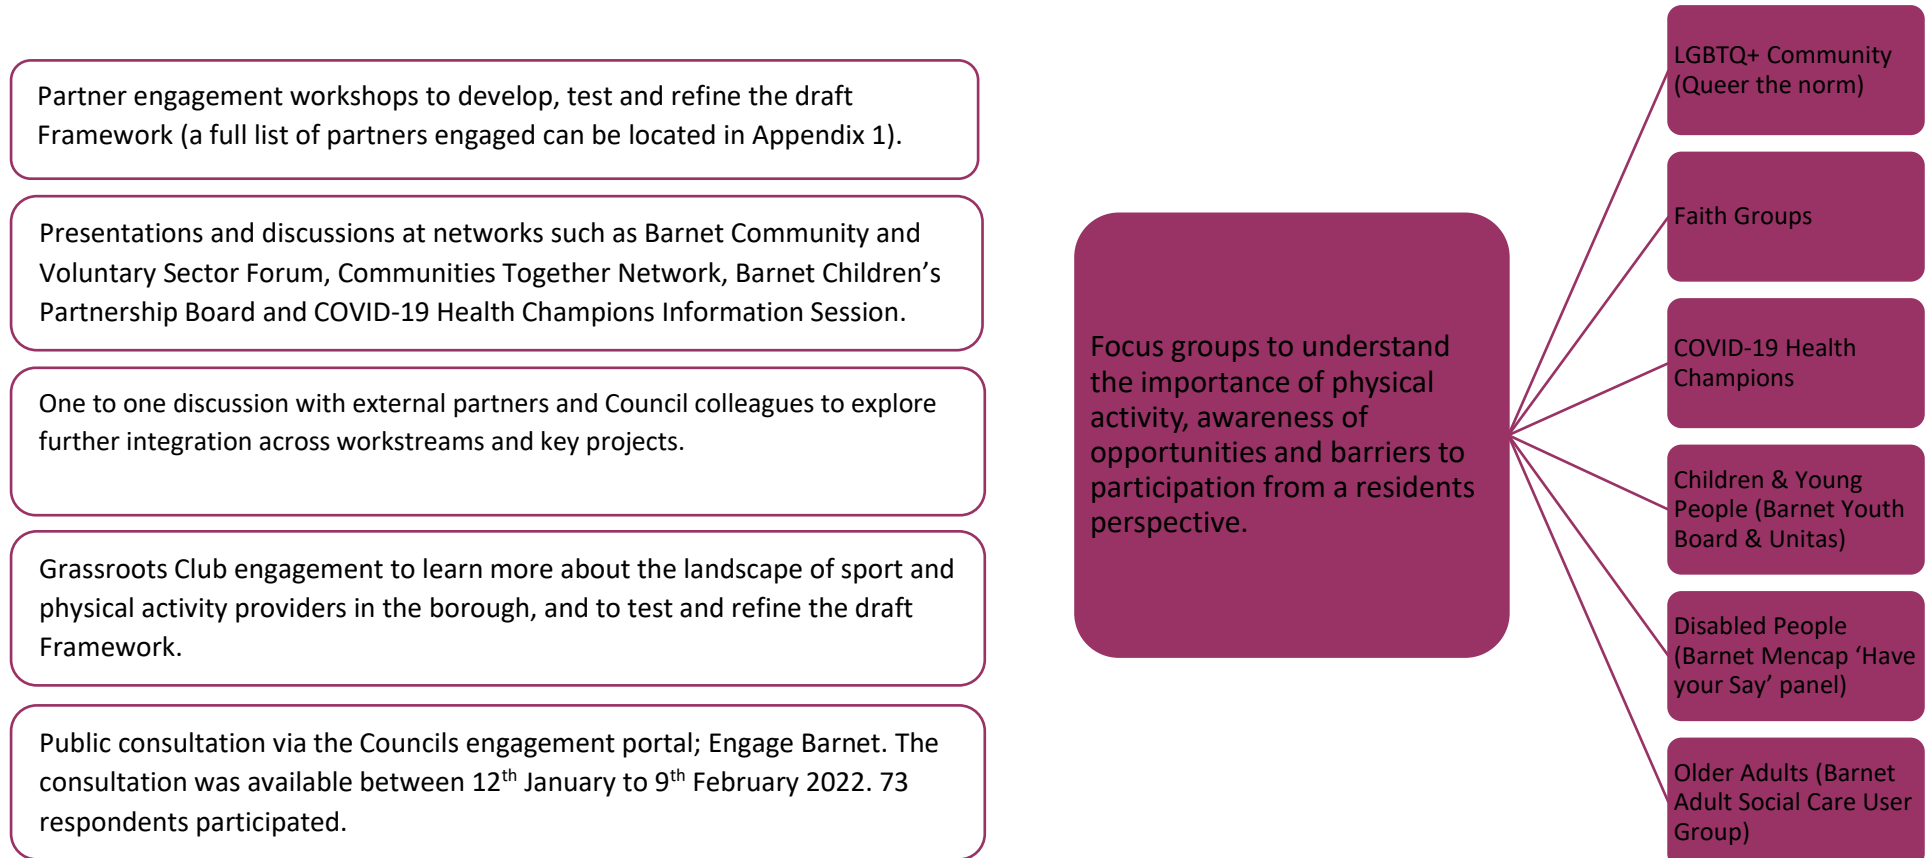 Partner engagement workshops to develop, test and refine the draft
Framework (a full list of partners engaged can be located in Appendix 1).
Presentations and discussions at networks such as Barnet Community and
Voluntary Sector Forum, Communities Together Network, Barnet Children’s
Partnership Board and COVID-19 Health Champions Information Session.
One to one discussion with external partners and Council colleagues to explore
further integration across workstreams and key projects.
Grassroots Club engagement to learn more about the landscape of sport and
physical activity providers in the borough, and to test and refine the draft
Framework.
Public consultation via the Councils engagement portal; Engage Barnet. The
consultation was available between 12th January to 9th February 2022. 73
respondents participated.
Focus groups to understand
the importance of physical
activity, awareness of
opportunities and barriers to
participation from a residents
perspective.
LGBTQ+ Community
(Queer the norm)
Faith Groups
COVID-19 Health
Champions
Children & Young
People (Barnet Youth
Board & Unitas)
Disabled People
(Barnet Mencap ‘Have
your Say’ panel)
Older Adults (Barnet
Adult Social Care User
Group)